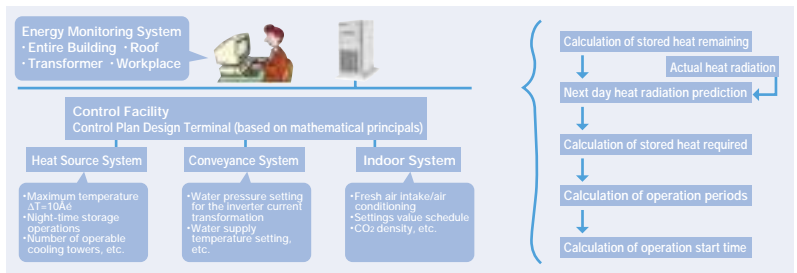 Energy Monitoring System
· Entire Building · Roof
· Transformer · Workplace
Control Facility
Control Plan Design Terminal (based on mathematical principals)
Heat Source System
Conveyance System
Indoor System
•Maximum temperature
ΔT=10Åé
•Night-time storage
operations
•Number of operable
cooling towers, etc.
•Water pressure setting
for the inverter current
transformation
•Water supply
temperature setting,
etc.
•Fresh air intake/air
conditioning
•Settings value schedule
•CO2 density, etc.
Calculation of stored heat remaining
Actual heat radiation
Next day heat radiation prediction
Calculation of stored heat required
Calculation of operation periods
Calculation of operation start time